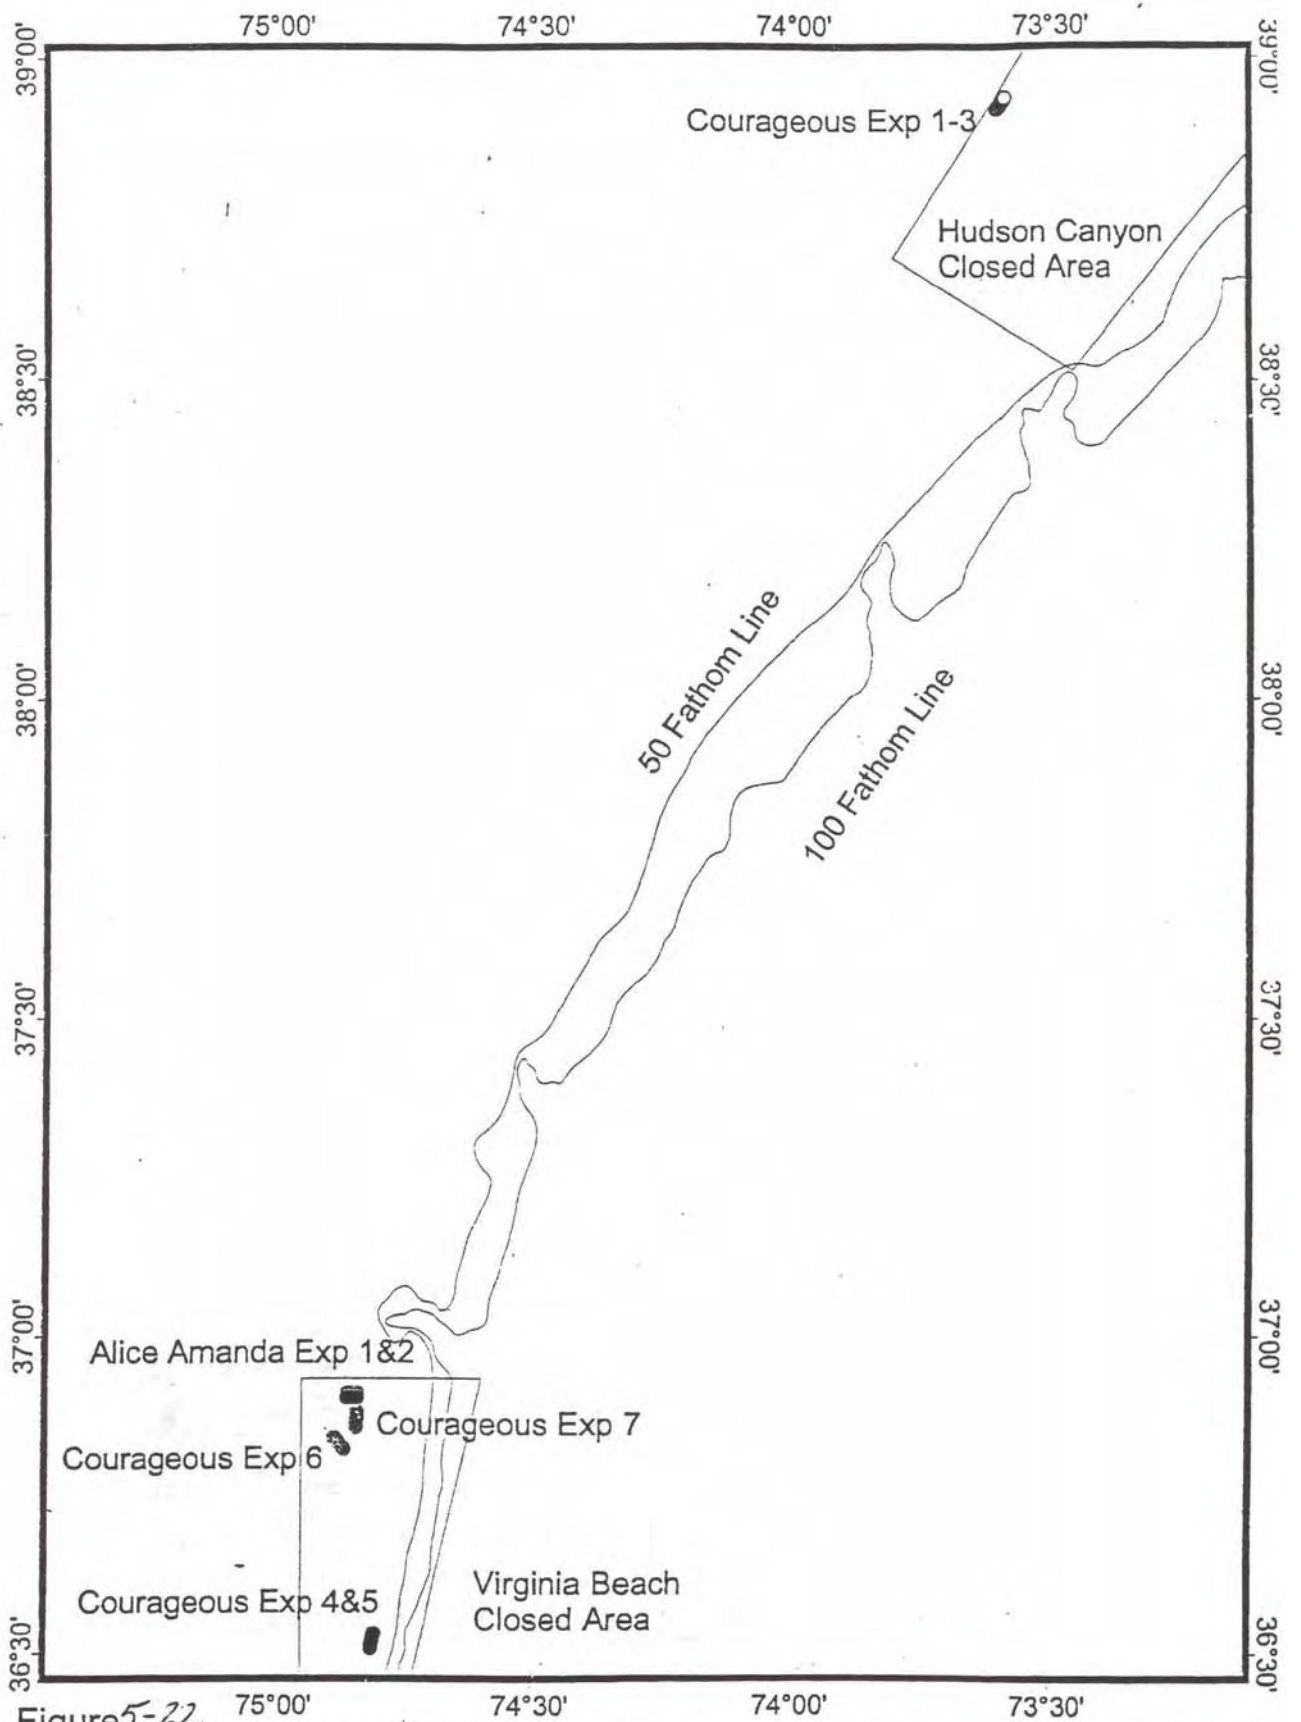 75°00' 74°30' 74°00' 73°30'
39°00'
39°00'
Courageous Exp 1-3
Hudson Canyon
Closed Area
38°30'
38°30'
50 Fathom Line
38°00'
38°00'
100 Fathom Line
37°30'
37°30'
37°00'
37°00'
Alice Amanda Exp 1&2
Courageous Exp 7
Courageous Exp 6
Virginia Beach
Closed Area
Courageous Exp 4&5
36°30'
36°30'
75°00' 74°30' 74°00' 73°30'
Figure 5-22.